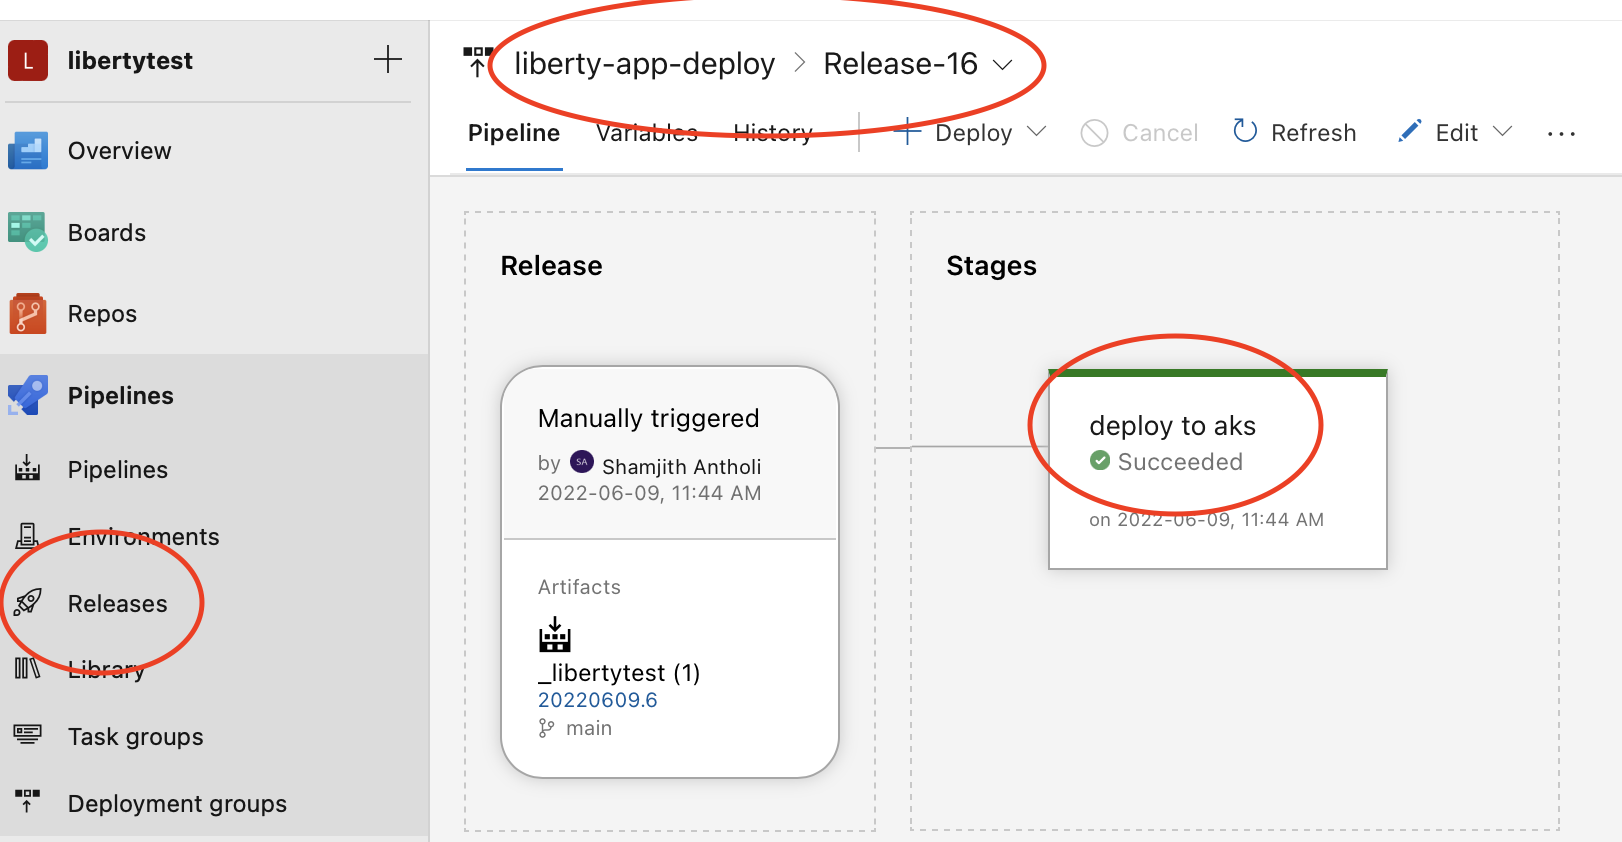 L libertytest
Overview
Boards
Repos
Pipelines
Pipelines
Environments
Releases
Library
Task groups
Deployment groups
liberty-app-deploy > Release-16
Pipeline Variables History + Deploy Cancel Refresh Edit ...
Release
Manually triggered
by SA Shamjith Antholi
2022-06-09, 11:44 AM
Artifacts
_libertytest (1)
20220609.6
main
Stages
deploy to aks
Succeeded
on 2022-06-09, 11:44 AM